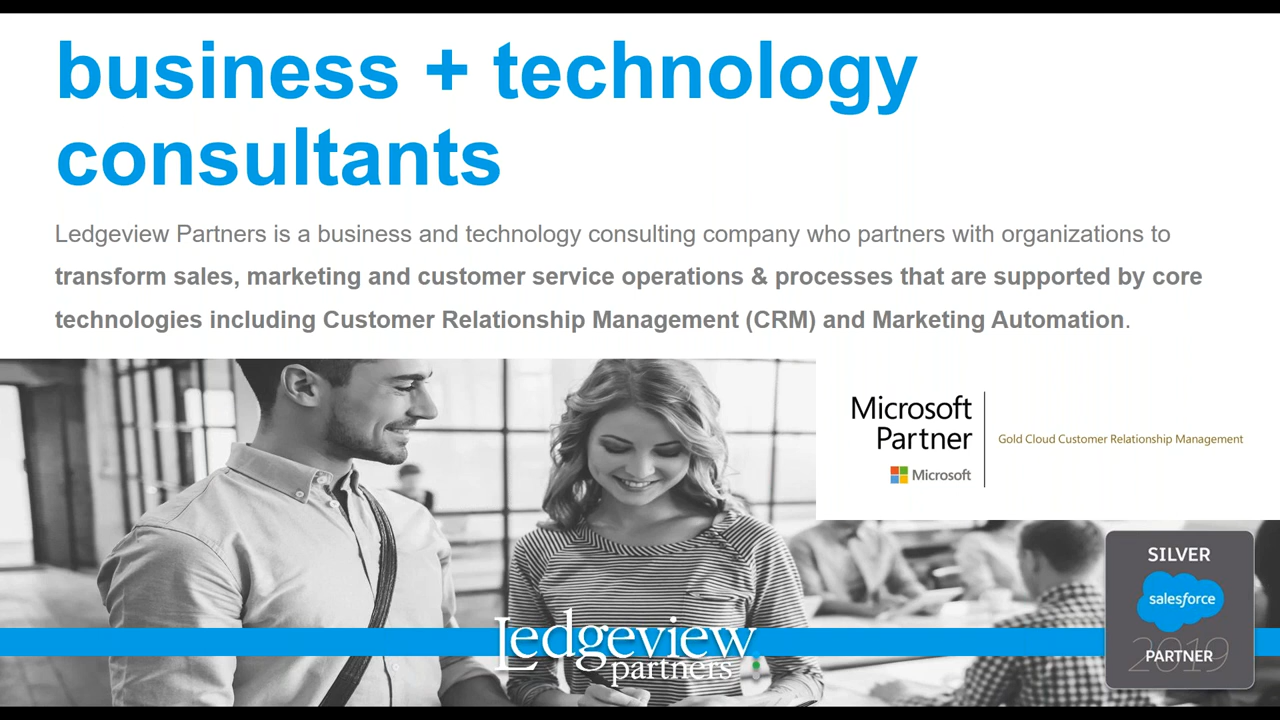 business + technology
consultants
Ledgeview Partners is a business and technology consulting company who partners with organizations to
transform sales, marketing and customer service operations & processes that are supported by core
technologies including Customer Relationship Management (CRM) and Marketing Automation.
Microsoft
Partner
Gold Cloud Customer Relationship Management
Microsoft
SILVER
salesforce
2019
PARTNER
Ledgeview
partners